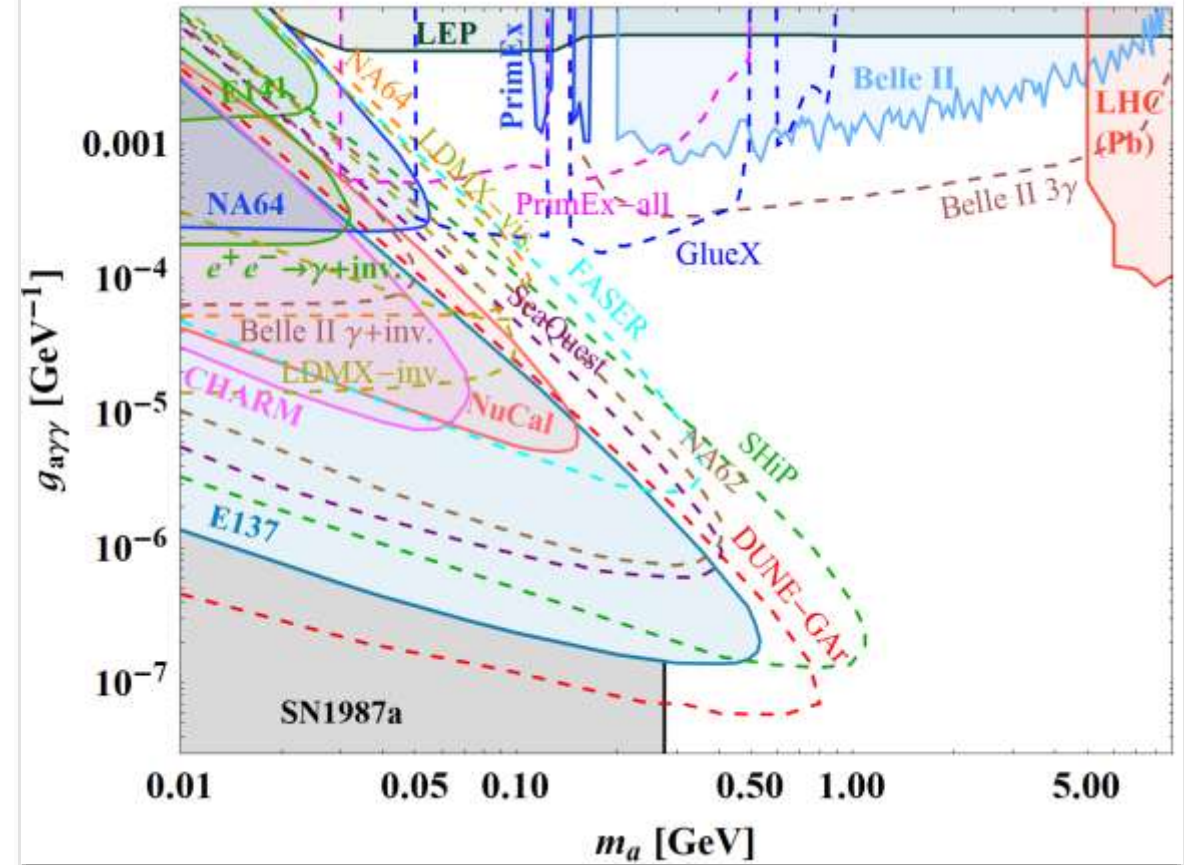 LEP
PrimEx
Belle II
LHC
(Pb)
E141
NA64
LDMX-vis.
NA64
PrimEx-all
Belle II 3γ
GlueX
e⁺ e⁻ →γ+inv.
FASER
SeaQuest
Belle II γ+inv.
LDMX-inv.
CHARM
NuCal
NA62
SHiP
E137
DUNE-GAr
SN1987a
0.001
10⁻⁴
10⁻⁵
10⁻⁶
10⁻⁷
gₐγγ [GeV⁻¹]
0.01 0.05 0.10 0.50 1.00 5.00
mₐ [GeV]